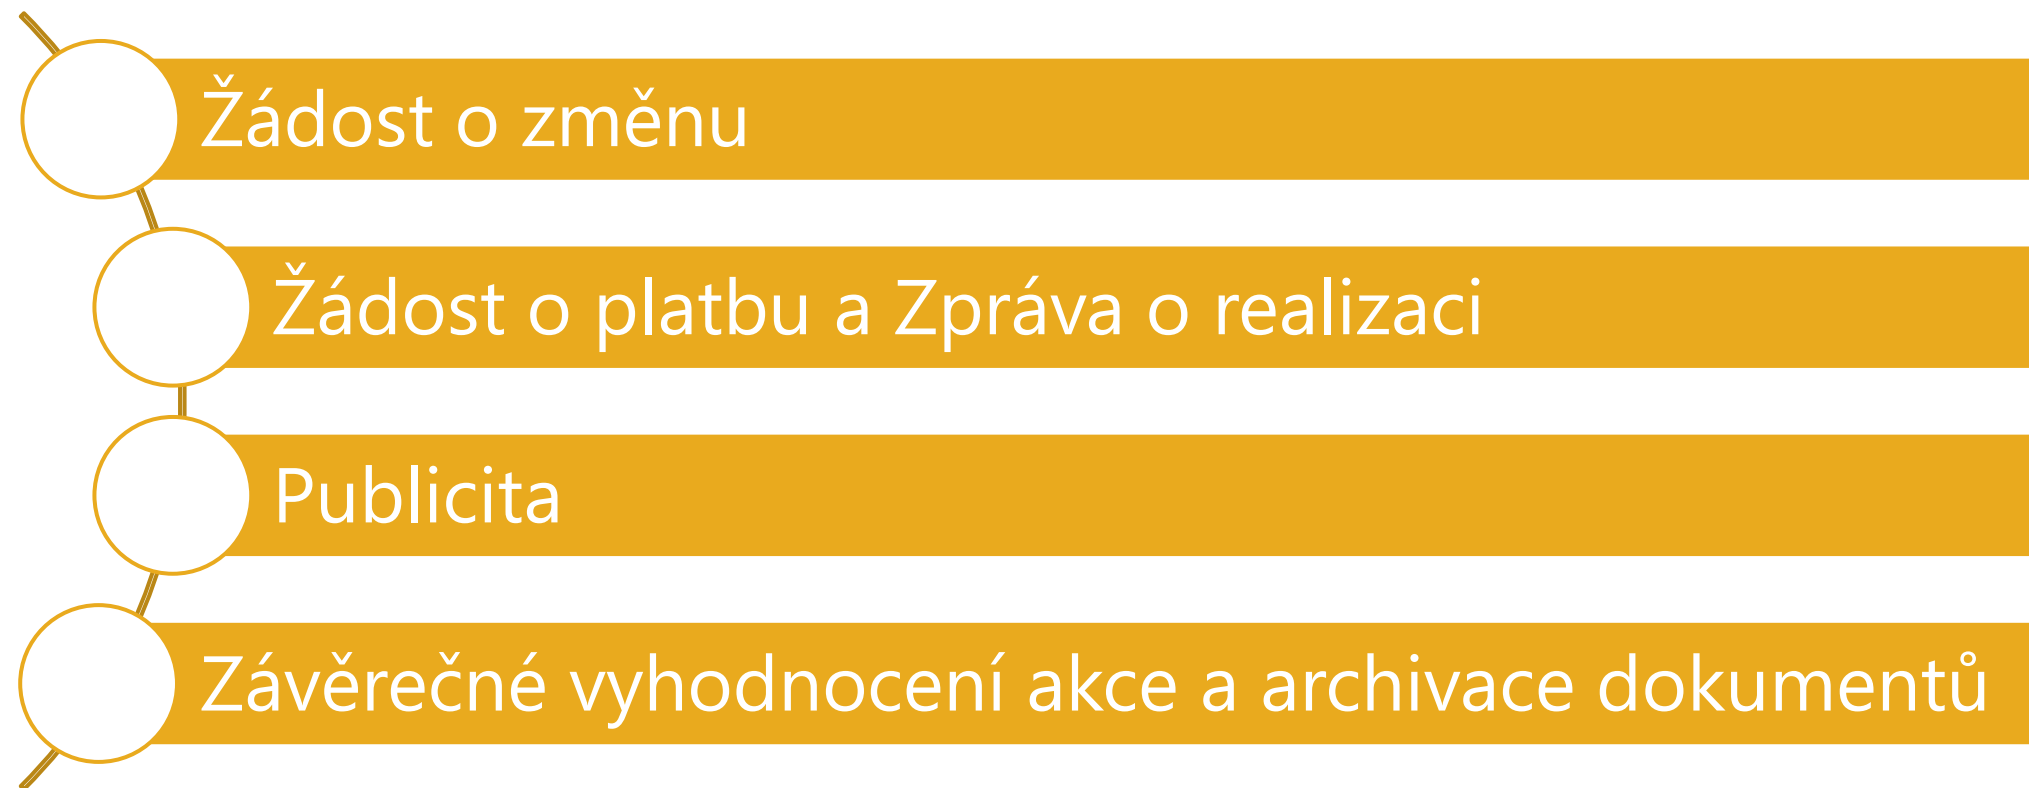 Žádost o změnu
Žádost o platbu a Zpráva o realizaci
Publicita
Závěrečné vyhodnocení akce a archivace dokumentů